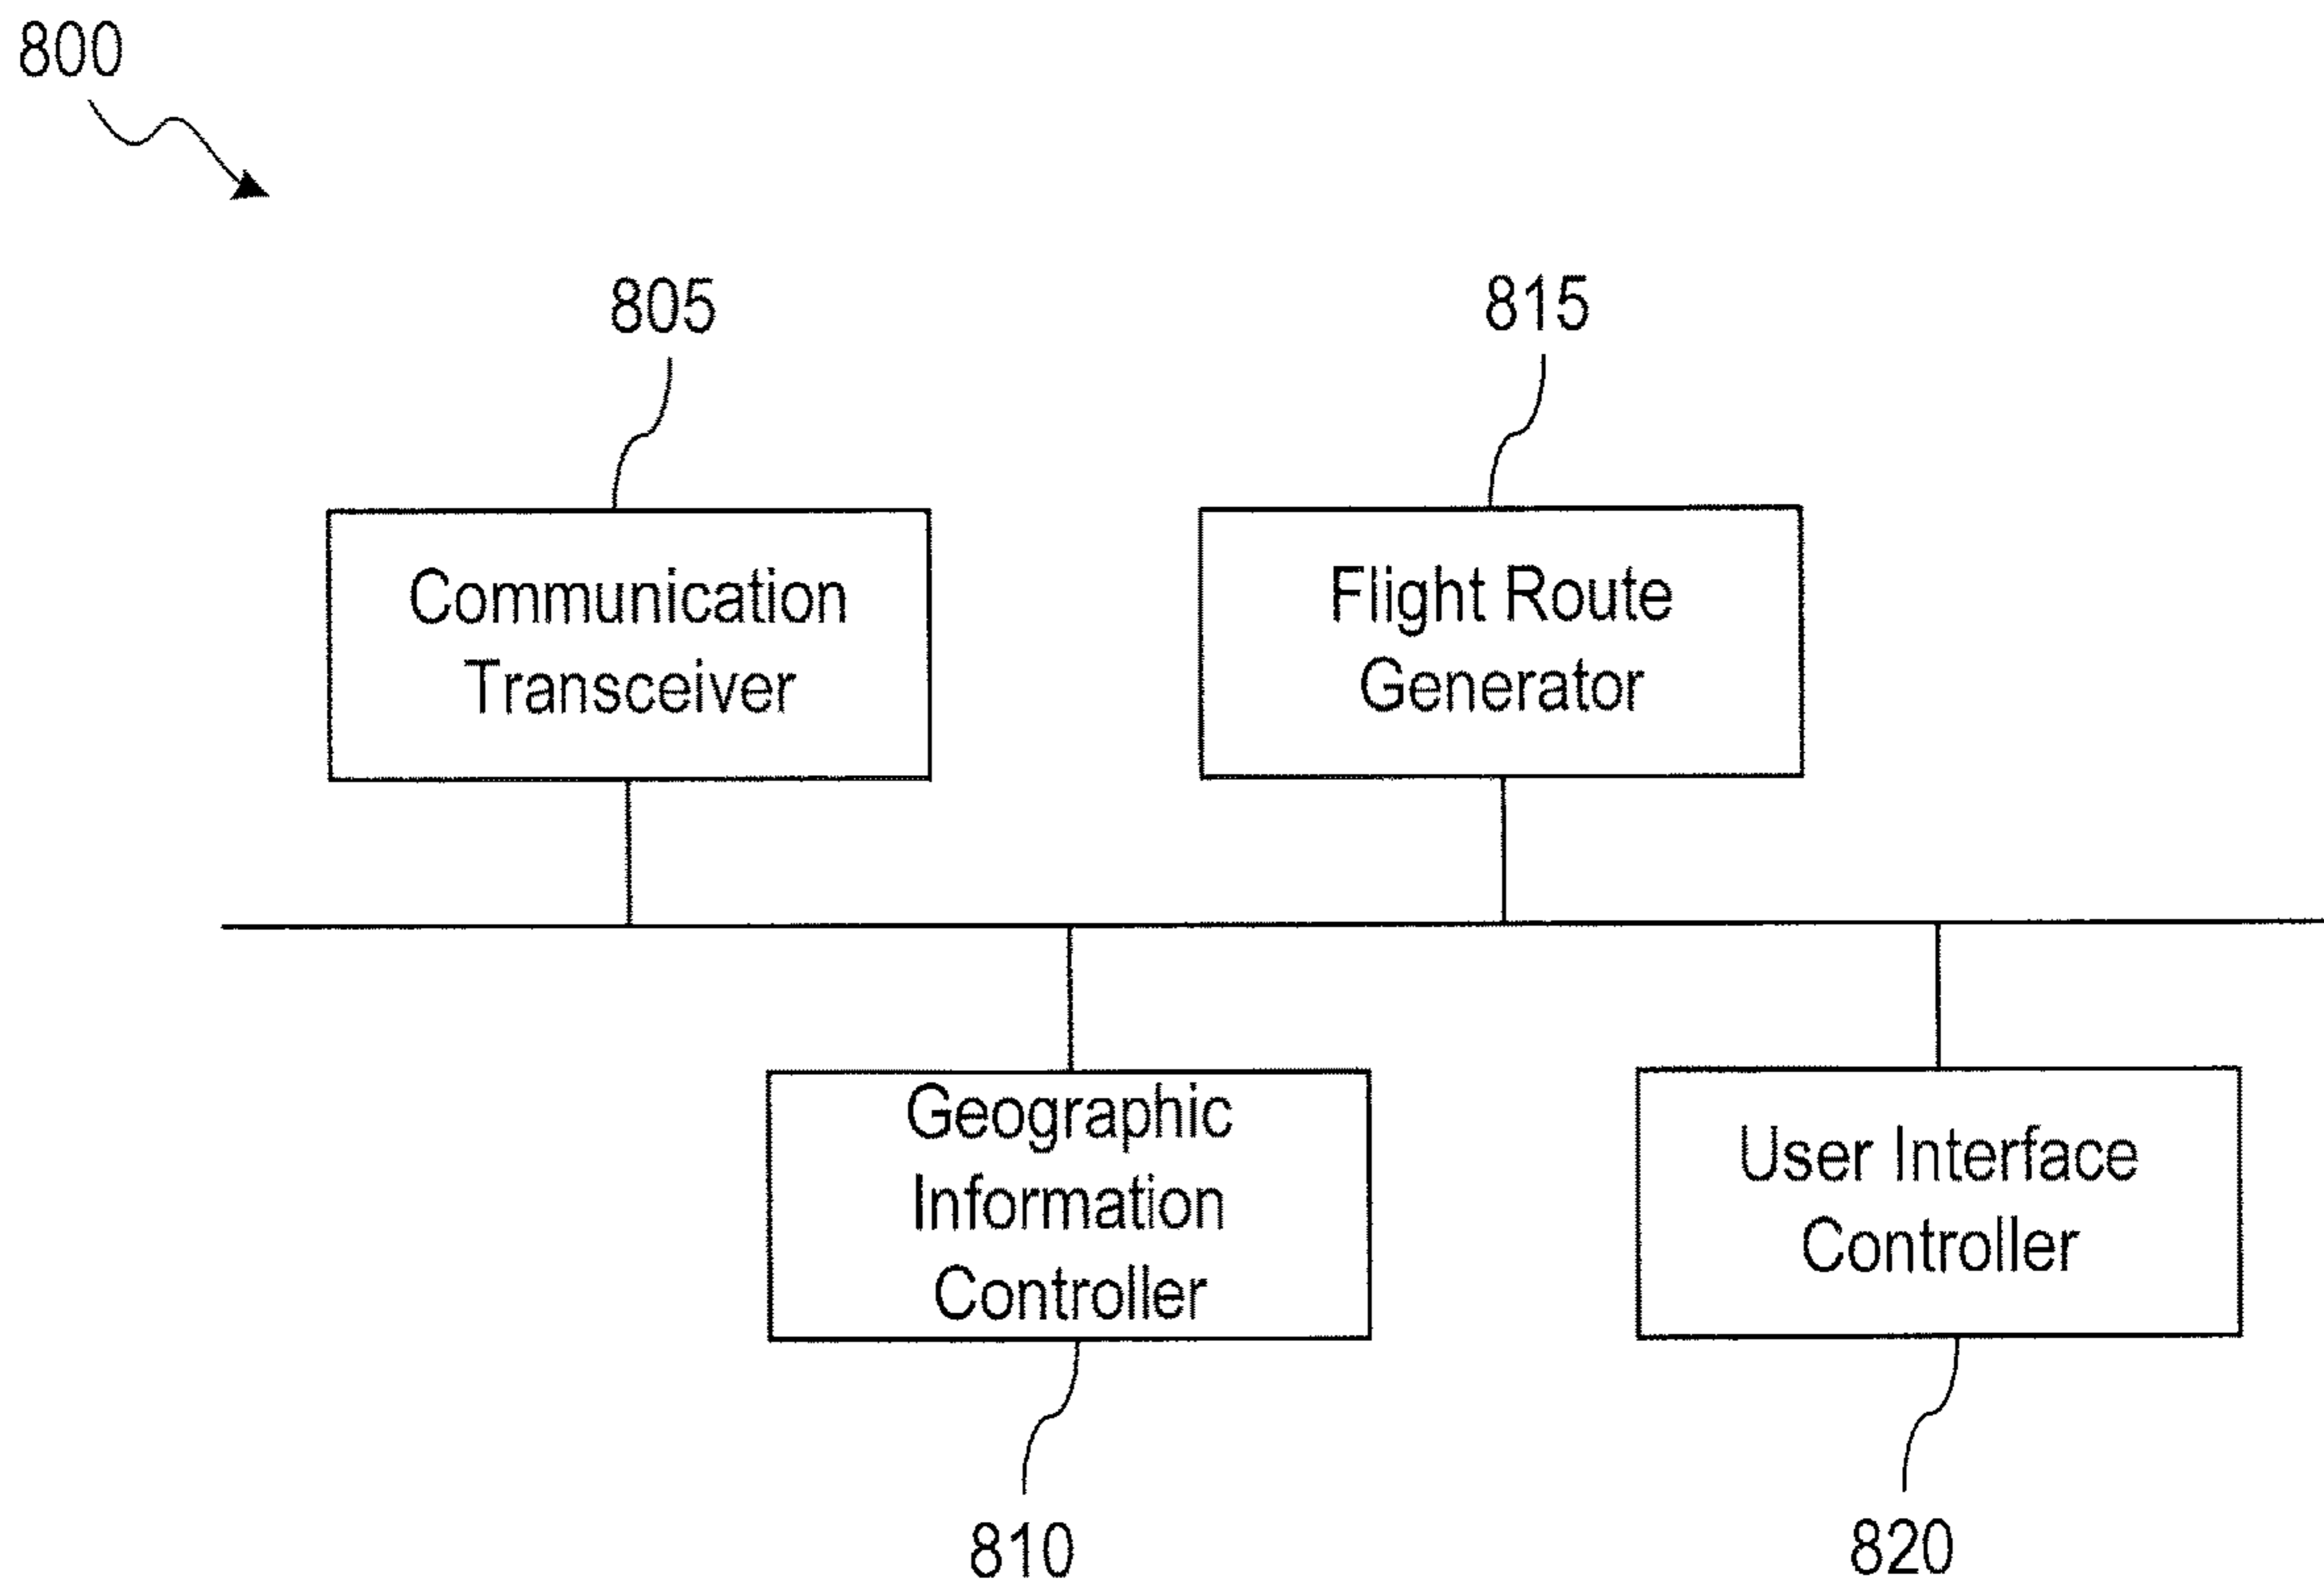 800
805
815
Communication
Transceiver
Flight Route
Generator
Geographic
Information
Controller
User Interface
Controller
810
820